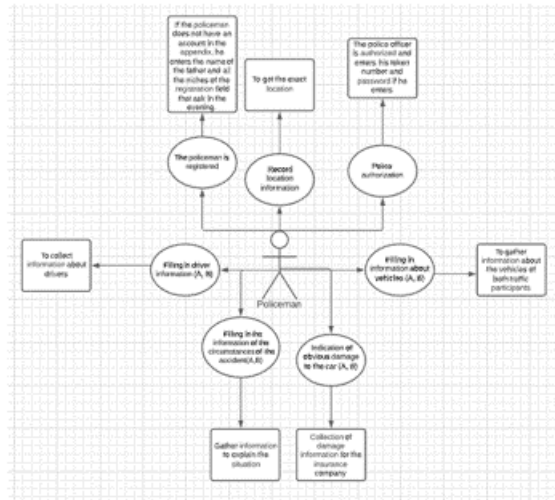 If the policeman
does not have an
account in the
appendix, he
enters the name of
the father and all
the niches of the
registration field
that ask in the
evening
To get the exact
location
The police officer
is authorized and
enters his token
number and
password if he
enters
The policeman is
registered
Record
location
information
Police
authorization
To collect
information about
drivers
Filling in driver
information (A, B)
Policeman
Filling in
information about
vehicles (A, B)
To gather
information about
the vehicles of
both traffic
participants
Filling in the
information of the
circumstances of the
accident(A,B)
Indication of
obvious damage
to the car (A, B)
Gather information
to explain the
situation
Collection of
damage
information for the
insurance
company